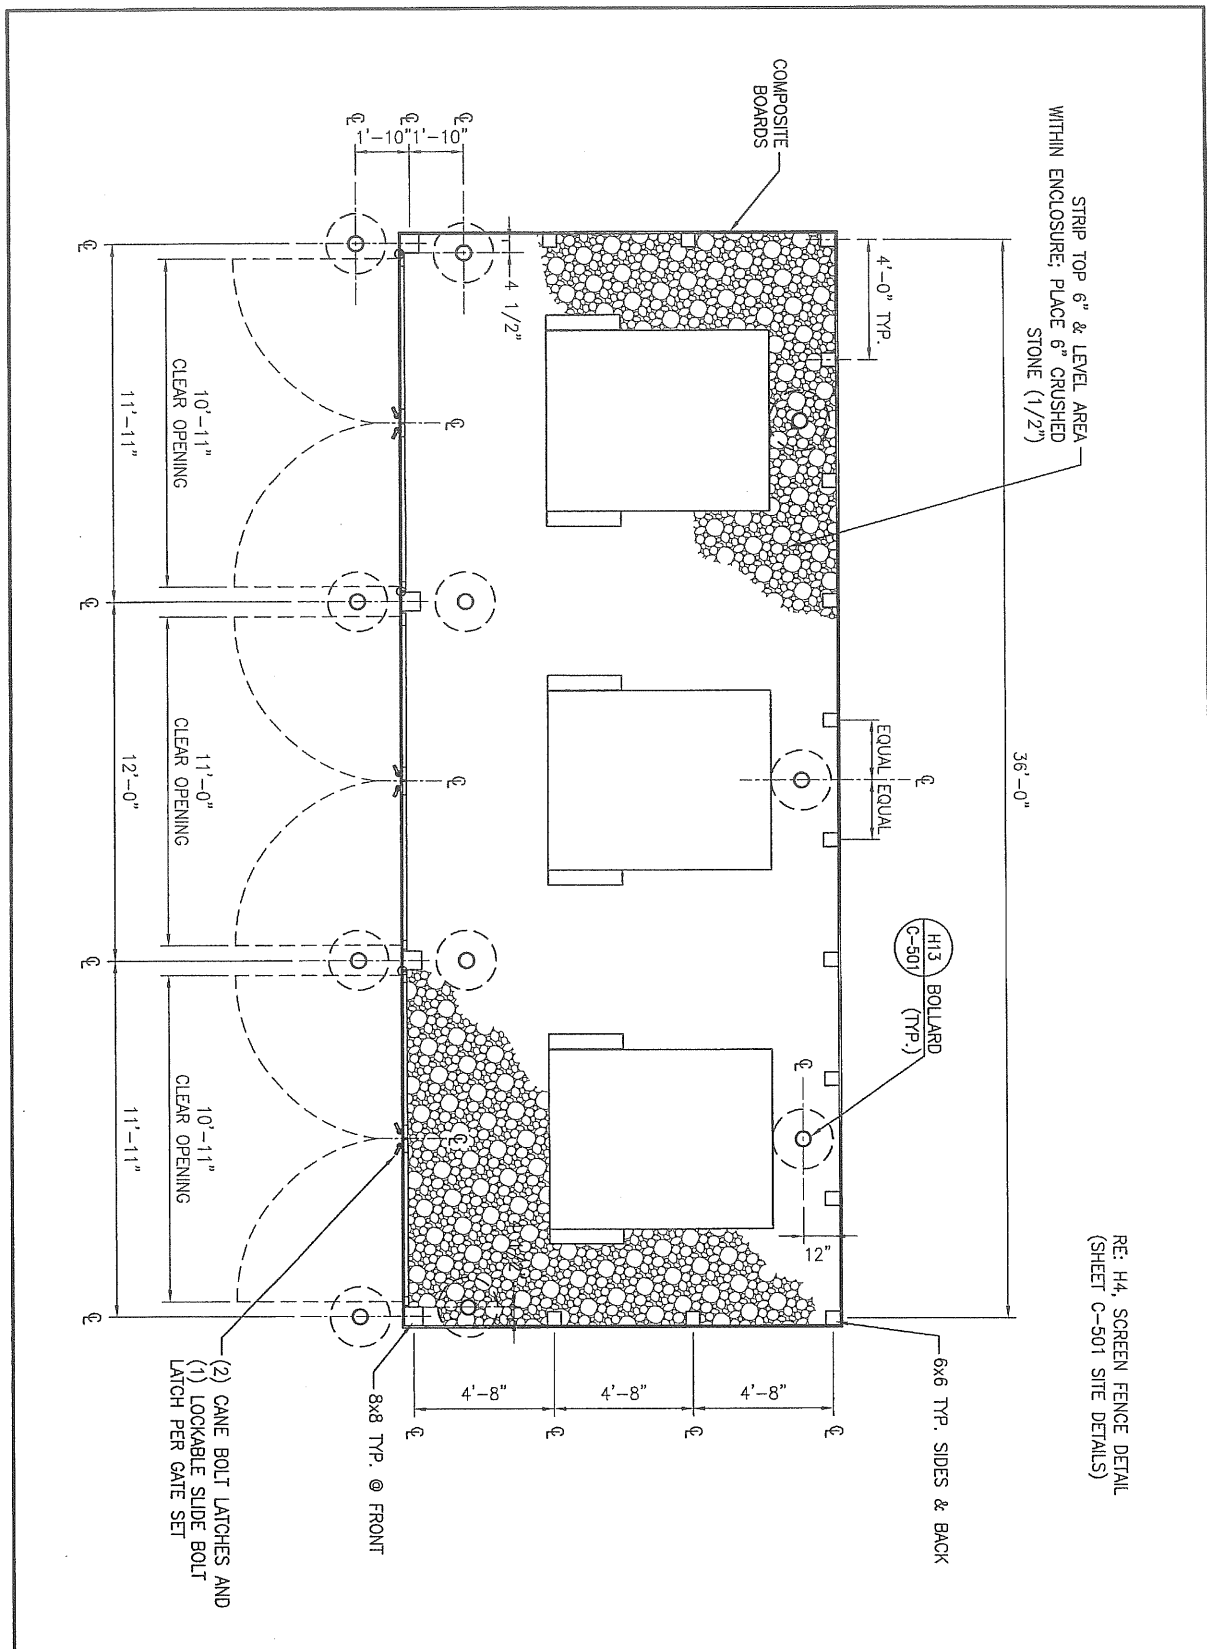 RE: H4, SCREEN FENCE DETAIL
(SHEET C-501 SITE DETAILS)
STRIP TOP 6" & LEVEL AREA
WITHIN ENCLOSURE; PLACE 6" CRUSHED
STONE (1/2")
36'-0"
H13
C-501
BOLLARD
(TYP.)
6x6 TYP. SIDES & BACK
4'-0" TYP.
EQUAL EQUAL
12"
COMPOSITE
BOARDS
4'-8"
4'-8"
4'-8"
4 1/2"
1'-10"
1'-10"
8x8 TYP. @ FRONT
10'-11"
CLEAR OPENING
11'-0"
CLEAR OPENING
10'-11"
CLEAR OPENING
11'-11"
12'-0"
11'-11"
(2) CANE BOLT LATCHES AND
(1) LOCKABLE SLIDE BOLT
LATCH PER GATE SET